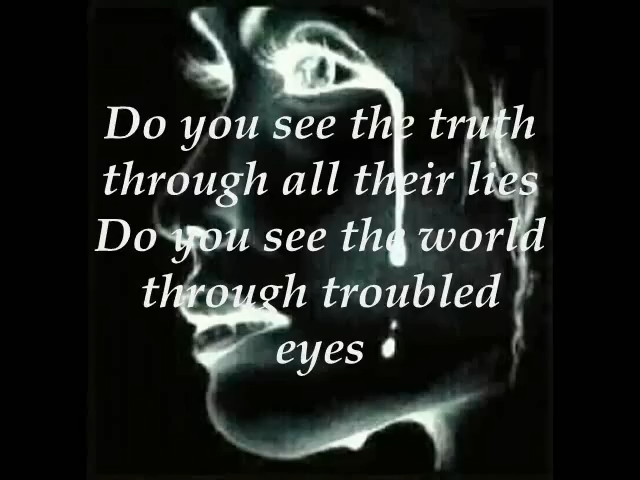 Do you see the truth
through all their lies
Do you see the world
through troubled
eyes